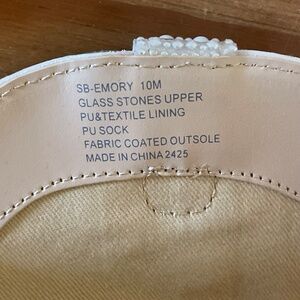 SB-EMORY 10M
GLASS STONES UPPER
PU&TEXTILE LINING
PU SOCK
FABRIC COATED OUTSOLE
MADE IN CHINA 2425